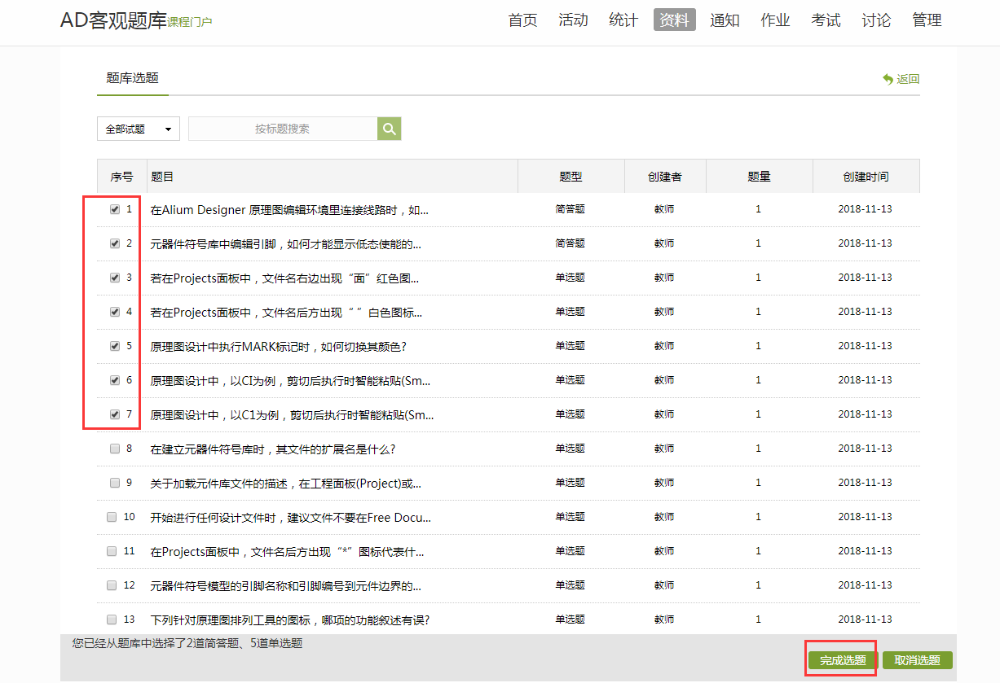 AD客观题库课程门户 首页 活动 统计 资料 通知 作业 考试 讨论 管理
题库选题 返回
全部试题 按标题搜索
序号 题目 题型 创建者 题量 创建时间
1 在Alium Designer 原理图编辑环境里连接线路时，如... 简答题 教师 1 2018-11-13
2 元器件符号库中编辑引脚，如何才能显示低态使能的... 简答题 教师 1 2018-11-13
3 若在Projects面板中，文件名右边出现“面”红色图... 单选题 教师 1 2018-11-13
4 若在Projects面板中，文件名后方出现“ ”白色图标... 单选题 教师 1 2018-11-13
5 原理图设计中执行MARK标记时，如何切换其颜色? 单选题 教师 1 2018-11-13
6 原理图设计中，以CI为例，剪切后执行时智能粘贴(Sm... 单选题 教师 1 2018-11-13
7 原理图设计中，以C1为例，剪切后执行时智能粘贴(Sm... 单选题 教师 1 2018-11-13
8 在建立元器件符号库时，其文件的扩展名是什么? 单选题 教师 1 2018-11-13
9 关于加载元件库文件的描述，在工程面板(Project)或... 单选题 教师 1 2018-11-13
10 开始进行任何设计文件时，建议文件不要在Free Docu... 单选题 教师 1 2018-11-13
11 在Projects面板中，文件名后方出现“*”图标代表什... 单选题 教师 1 2018-11-13
12 元器件符号模型的引脚名称和引脚编号到元件边界的... 单选题 教师 1 2018-11-13
13 下列针对原理图排列工具的图标，哪项的功能叙述有误? 单选题 教师 1 2018-11-13
您已经从题库中选择了2道简答题、5道单选题
完成选题 取消选题